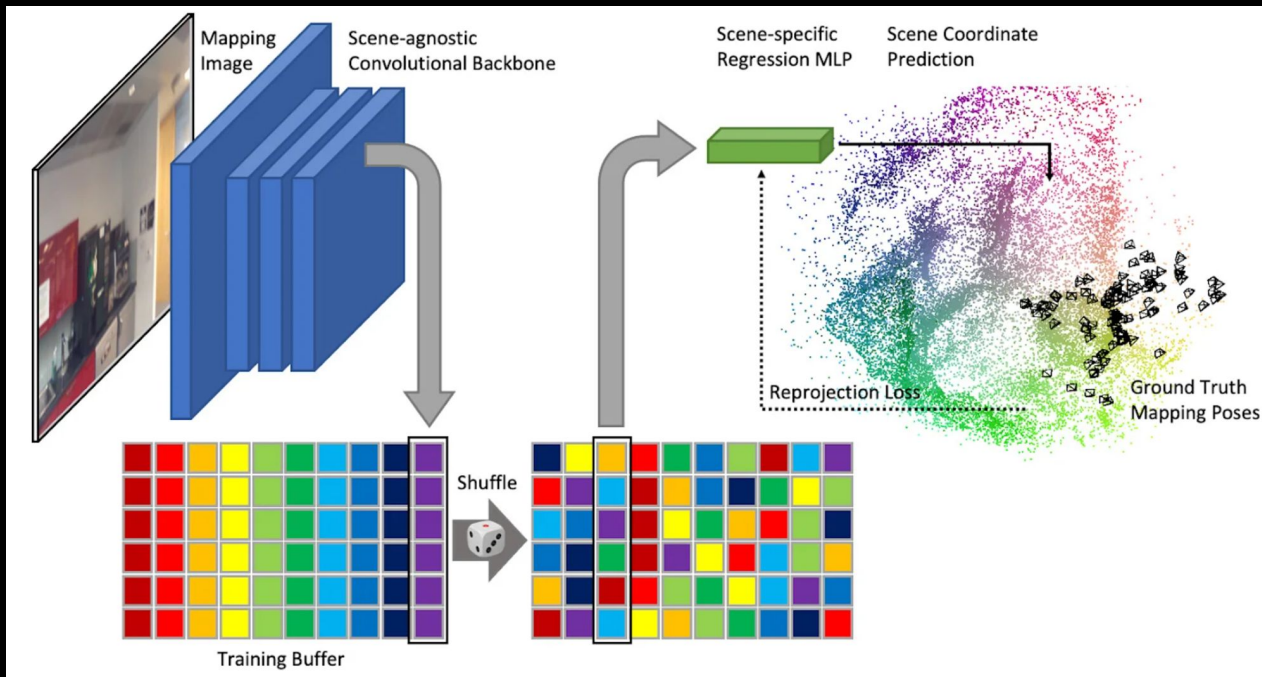 Mapping
Image
Scene-agnostic
Convolutional Backbone
Scene-specific
Regression MLP
Scene Coordinate
Prediction
Reprojection Loss
Ground Truth
Mapping Poses
Shuffle
Training Buffer